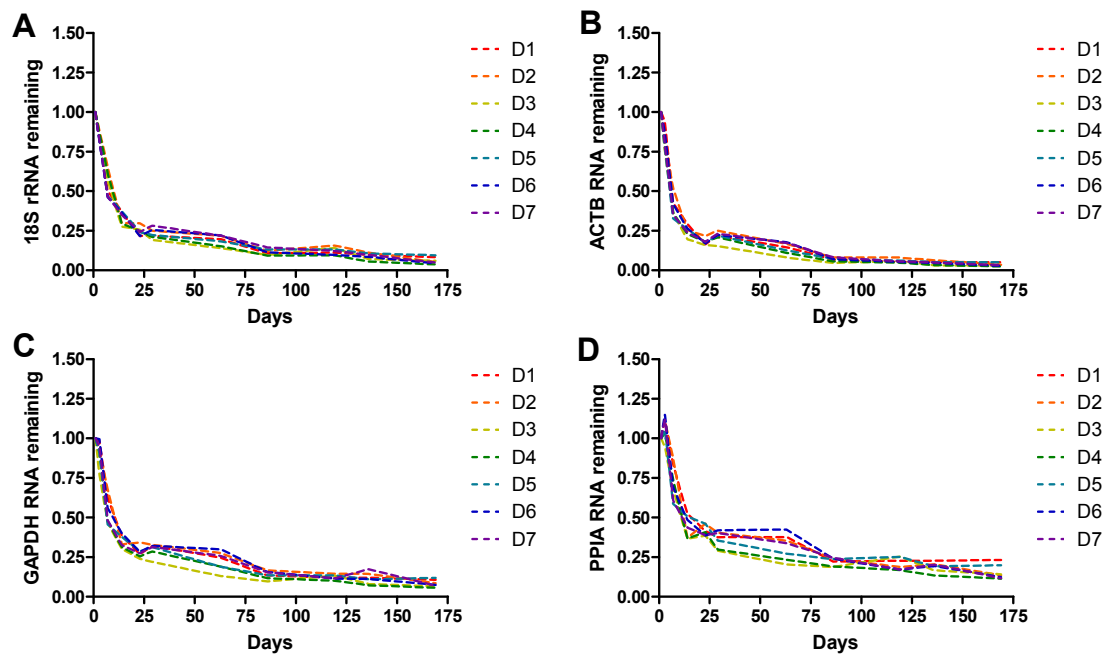 A
18S rRNA remaining
1.50
1.25
1.00
0.75
0.50
0.25
0.00
0 25 50 75 100 125 150 175
Days
D1
D2
D3
D4
D5
D6
D7
B
ACTB RNA remaining
1.50
1.25
1.00
0.75
0.50
0.25
0.00
0 25 50 75 100 125 150 175
Days
D1
D2
D3
D4
D5
D6
D7
C
GAPDH RNA remaining
1.50
1.25
1.00
0.75
0.50
0.25
0.00
0 25 50 75 100 125 150 175
Days
D1
D2
D3
D4
D5
D6
D7
D
PPIA RNA remaining
1.50
1.25
1.00
0.75
0.50
0.25
0.00
0 25 50 75 100 125 150 175
Days
D1
D2
D3
D4
D5
D6
D7